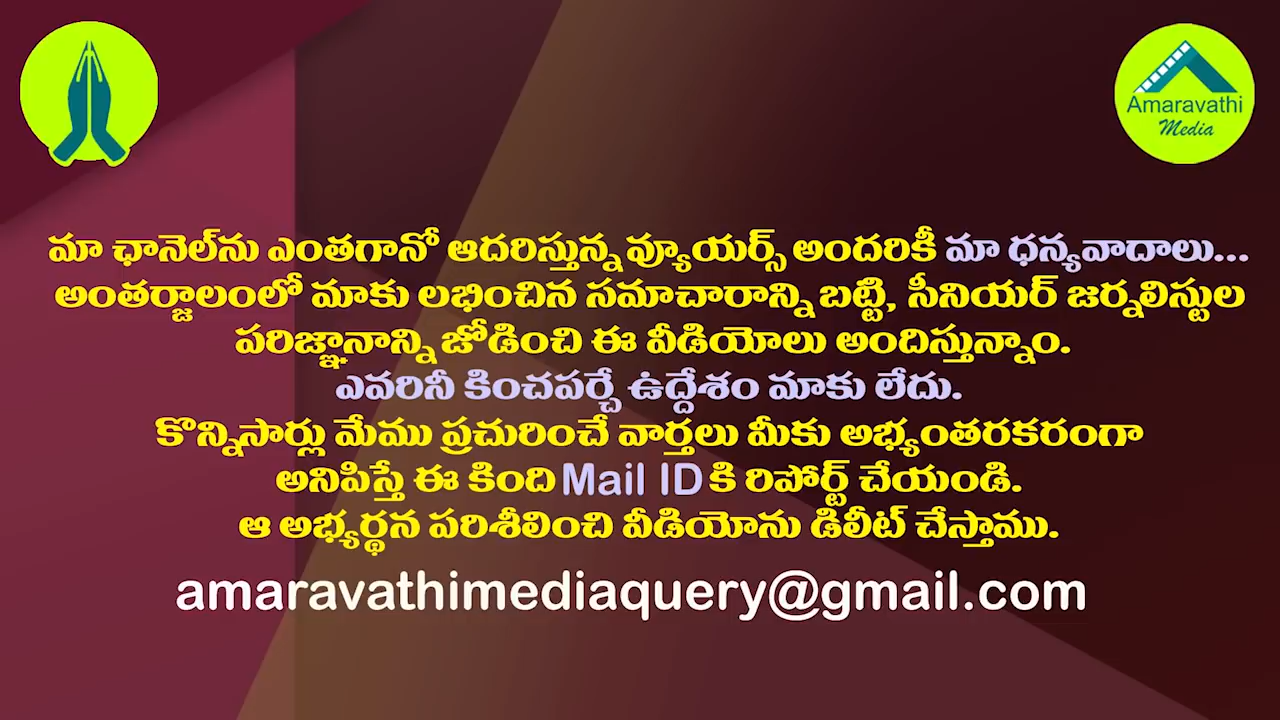 Amaravathi
Media
మా ఛానెల్‌ను ఎంతగానో ఆదరిస్తున్న వ్యూయర్స్ అందరికీ మా ధన్యవాదాలు...
అంతర్జాలంలో మాకు లభించిన సమాచారాన్ని బట్టి, సీనియర్ జర్నలిస్టుల
పరిజ్ఞానాన్ని జోడించి ఈ వీడియోలు అందిస్తున్నాం.
ఎవరినీ కించపర్చే ఉద్దేశం మాకు లేదు.
కొన్నిసార్లు మేము ప్రచురించే వార్తలు మీకు అభ్యంతరకరంగా
అనిపిస్తే ఈ కింది Mail ID కి రిపోర్ట్ చేయండి.
ఆ అభ్యర్థన పరిశీలించి వీడియోను డిలీట్ చేస్తాము.
amaravathimediaquery@gmail.com